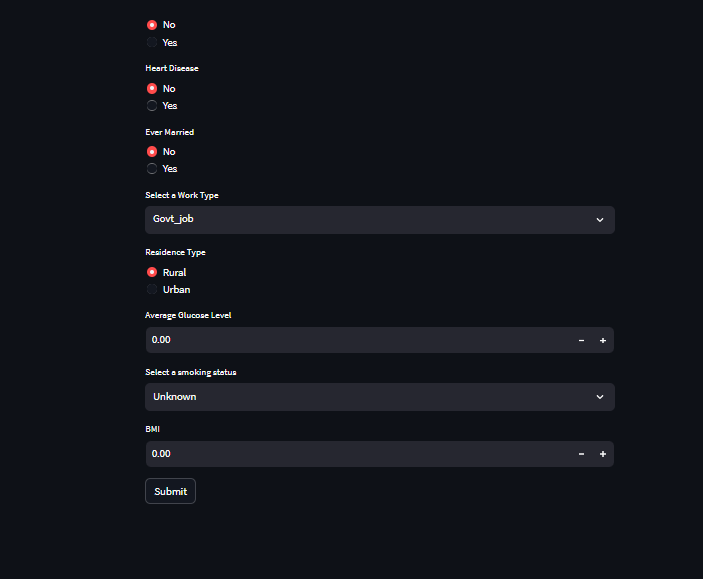 No
Yes
Heart Disease
No
Yes
Ever Married
No
Yes
Select a Work Type
Govt_job
Residence Type
Rural
Urban
Average Glucose Level
0.00 − +
Select a smoking status
Unknown
BMI
0.00 − +
Submit